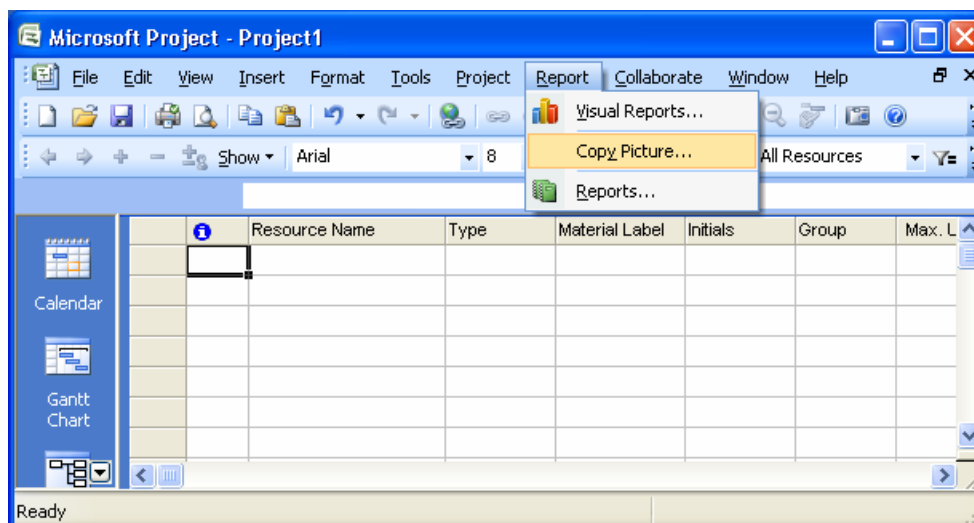 Microsoft Project - Project1
File Edit View Insert Format Tools Project Report Collaborate Window Help
Visual Reports...
Copy Picture...
Reports...
Show Arial 8 All Resources
Resource Name Type Material Label Initials Group Max.
Calendar
Gantt
Chart
Ready